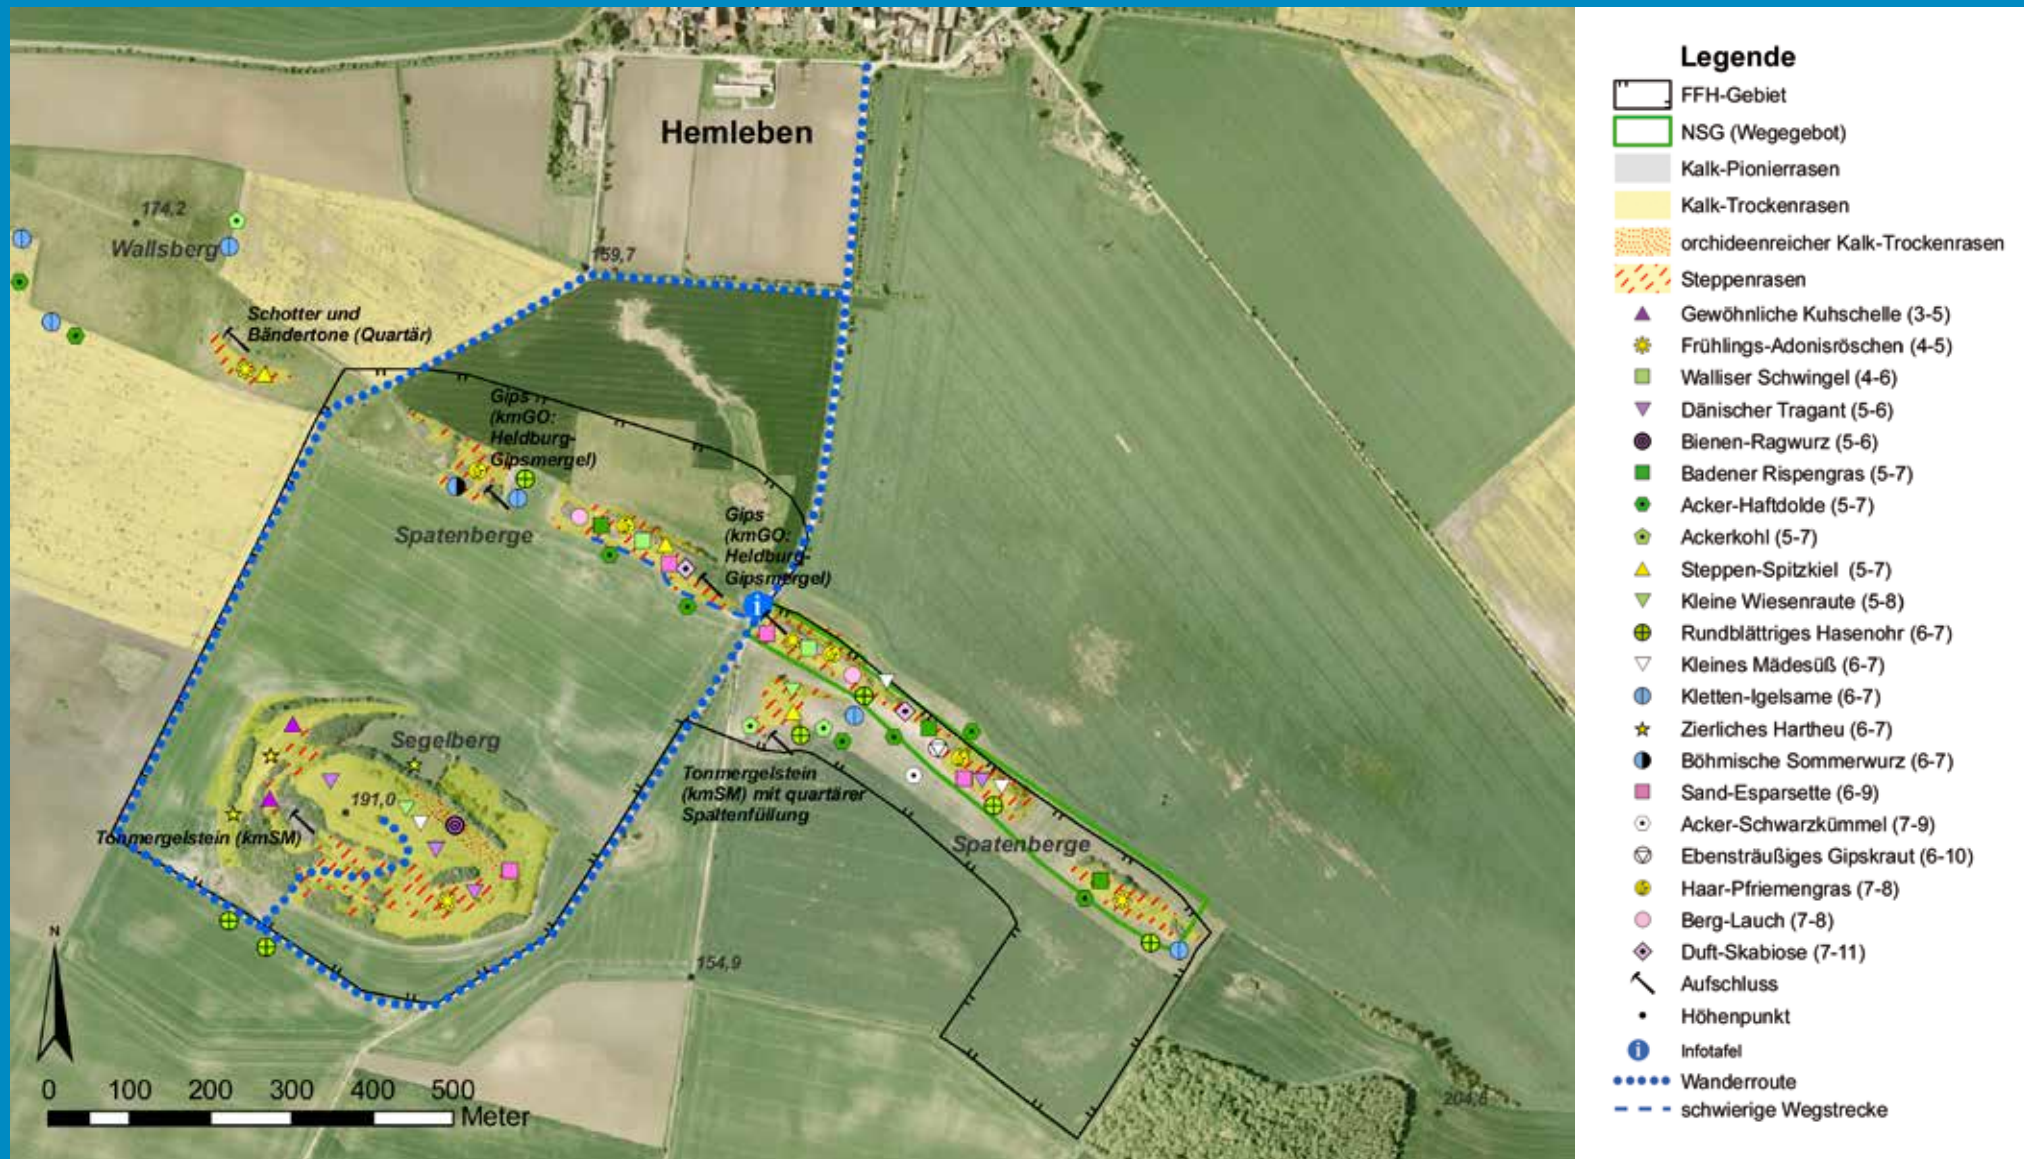 Hemleben
174,2
Wallsberg
159,7
Schotter und
Bändertone (Quartär)
Gips
(kmGO:
Heldburg-
Gipsmergel)
Spatenberge
Gips
(kmGO:
Heldburg-
Gipsmergel)
i
Segelberg
191,0
Tonmergelstein (kmSM)
Tonmergelstein
(kmSM) mit quartärer
Spaltenfüllung
Spatenberge
154,9
204,6
N
0 100 200 300 400 500
Meter
Legende
FFH-Gebiet
NSG (Wegegebot)
Kalk-Pionierrasen
Kalk-Trockenrasen
orchideenreicher Kalk-Trockenrasen
Steppenrasen
Gewöhnliche Kuhschelle (3-5)
Frühlings-Adonisröschen (4-5)
Walliser Schwingel (4-6)
Dänischer Tragant (5-6)
Bienen-Ragwurz (5-6)
Badener Rispengras (5-7)
Acker-Haftdolde (5-7)
Ackerkohl (5-7)
Steppen-Spitzkiel (5-7)
Kleine Wiesenraute (5-8)
Rundblättriges Hasenohr (6-7)
Kleines Mädesüß (6-7)
Kletten-Igelsame (6-7)
Zierliches Hartheu (6-7)
Böhmische Sommerwurz (6-7)
Sand-Esparsette (6-9)
Acker-Schwarzkümmel (7-9)
Ebensträußiges Gipskraut (6-10)
Haar-Pfriemengras (7-8)
Berg-Lauch (7-8)
Duft-Skabiose (7-11)
Aufschluss
Höhenpunkt
i Infotafel
Wanderroute
schwierige Wegstrecke